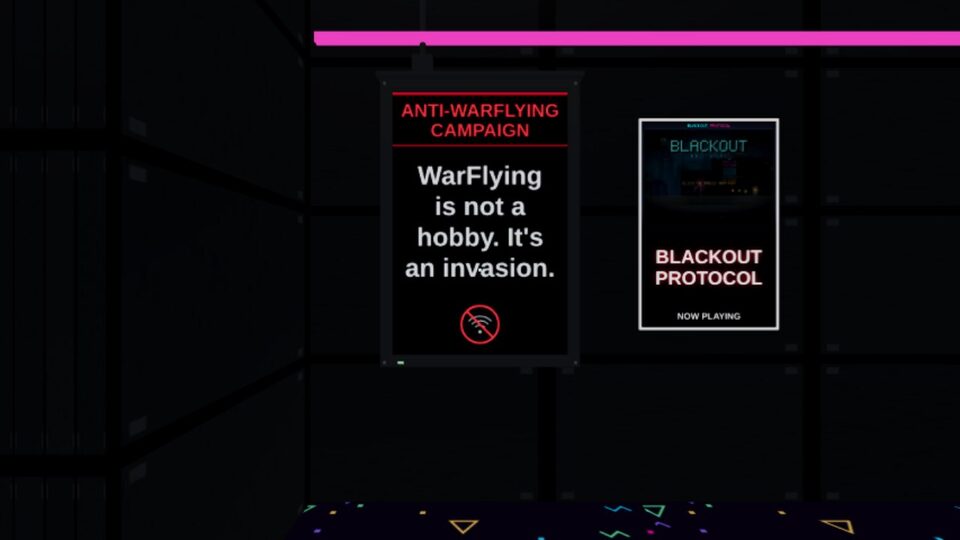 ANTI-WARFLYING
CAMPAIGN
WarFlying
is not a
hobby. It's
an invasion.
BLACKOUT
BLACKOUT
PROTOCOL
NOW PLAYING